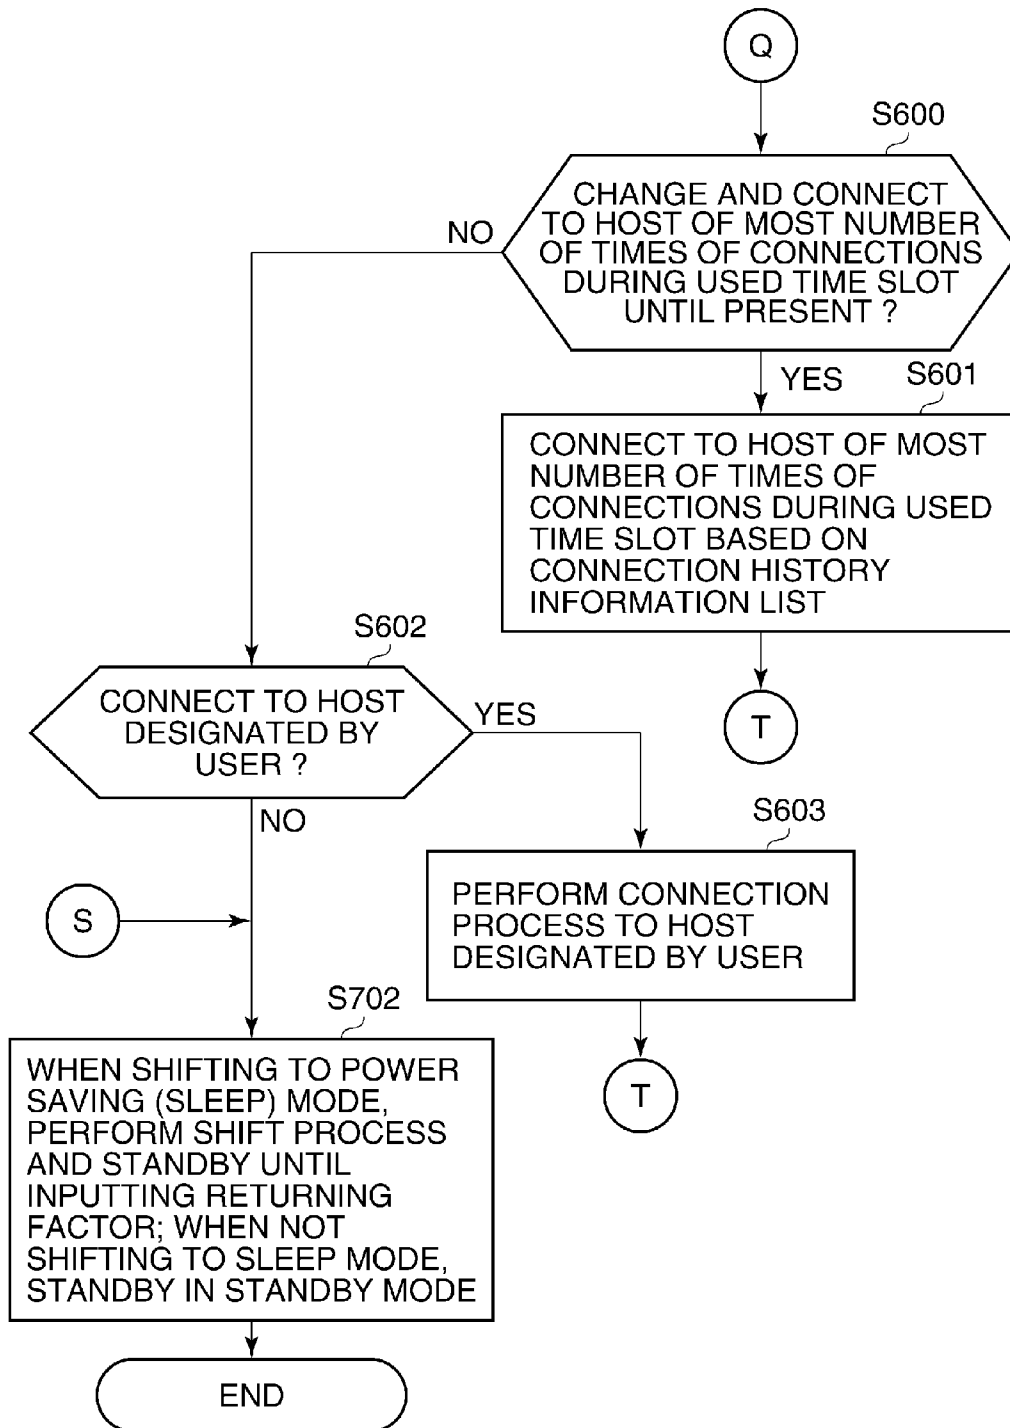 Q
S600
CHANGE AND CONNECT
TO HOST OF MOST NUMBER
OF TIMES OF CONNECTIONS
DURING USED TIME SLOT
UNTIL PRESENT ?
NO
YES
S601
CONNECT TO HOST OF MOST
NUMBER OF TIMES OF
CONNECTIONS DURING USED
TIME SLOT BASED ON
CONNECTION HISTORY
INFORMATION LIST
T
S602
CONNECT TO HOST
DESIGNATED BY
USER ?
YES
NO
S603
PERFORM CONNECTION
PROCESS TO HOST
DESIGNATED BY USER
T
S
S702
WHEN SHIFTING TO POWER
SAVING (SLEEP) MODE,
PERFORM SHIFT PROCESS
AND STANDBY UNTIL
INPUTTING RETURNING
FACTOR; WHEN NOT
SHIFTING TO SLEEP MODE,
STANDBY IN STANDBY MODE
END